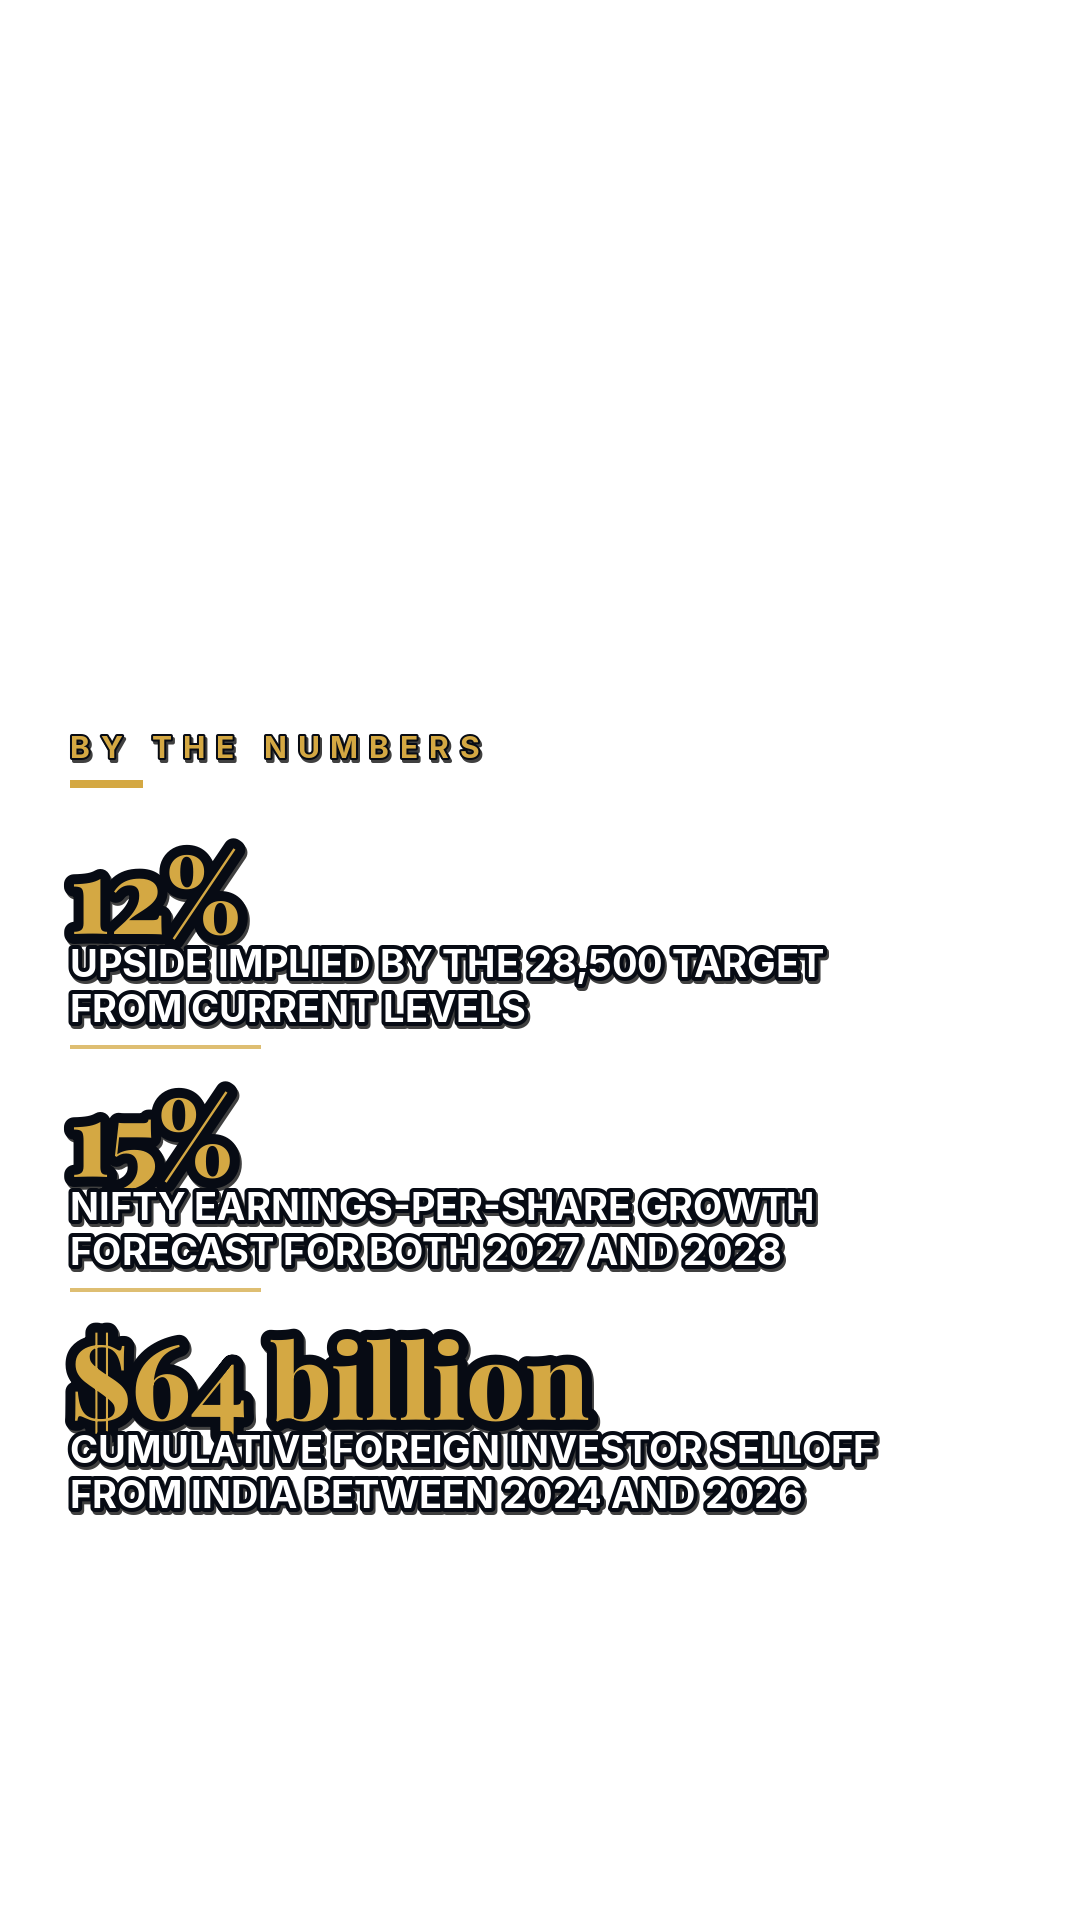 BY THE NUMBERS
12%
UPSIDE IMPLIED BY THE 28,500 TARGET
FROM CURRENT LEVELS
15%
NIFTY EARNINGS-PER-SHARE GROWTH
FORECAST FOR BOTH 2027 AND 2028
$64 billion
CUMULATIVE FOREIGN INVESTOR SELLOFF
FROM INDIA BETWEEN 2024 AND 2026